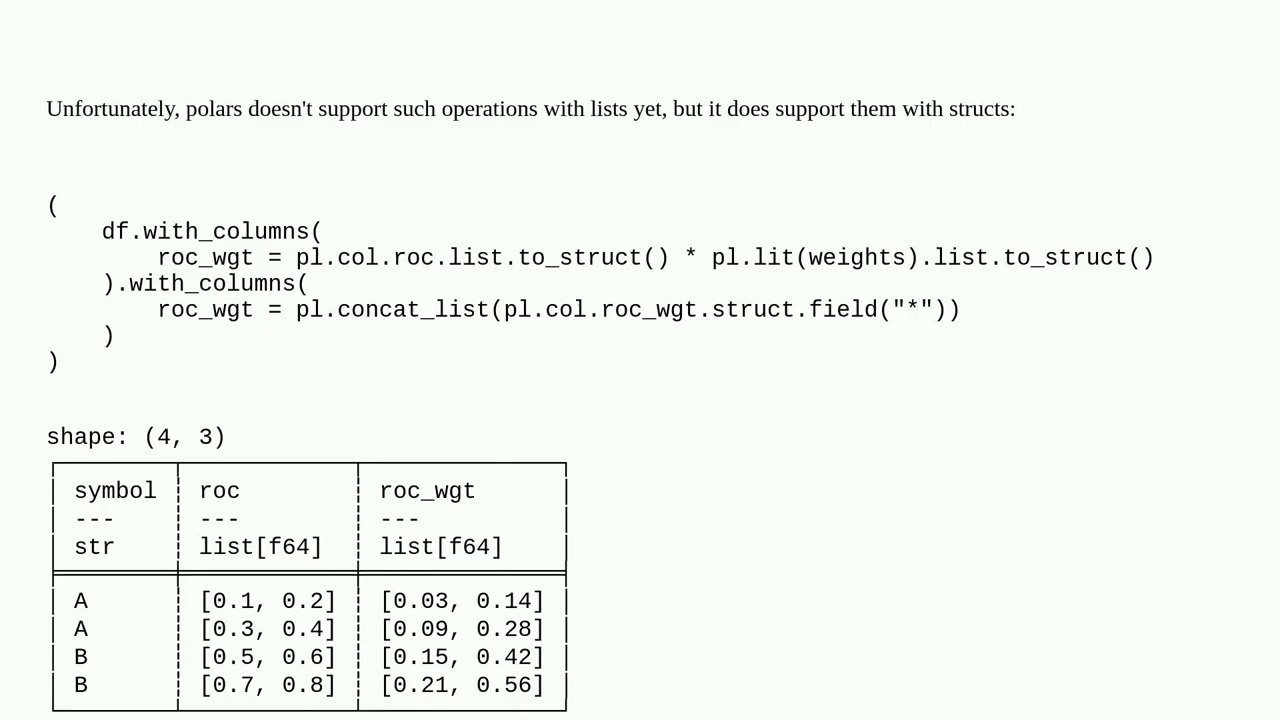 Unfortunately, polars doesn't support such operations with lists yet, but it does support them with structs:
(
    df.with_columns(
        roc_wgt = pl.col.roc.list.to_struct() * pl.lit(weights).list.to_struct()
    ).with_columns(
        roc_wgt = pl.concat_list(pl.col.roc_wgt.struct.field("*"))
    )
)
shape: (4, 3)
┌────────┬────────────┬──────────────┐
│ symbol ┆ roc        ┆ roc_wgt      │
│ ---    ┆ ---        ┆ ---          │
│ str    ┆ list[f64]  ┆ list[f64]    │
╞════════╪════════════╪══════════════╡
│ A      ┆ [0.1, 0.2] ┆ [0.03, 0.14] │
│ A      ┆ [0.3, 0.4] ┆ [0.09, 0.28] │
│ B      ┆ [0.5, 0.6] ┆ [0.15, 0.42] │
│ B      ┆ [0.7, 0.8] ┆ [0.21, 0.56] │
└────────┴────────────┴──────────────┘